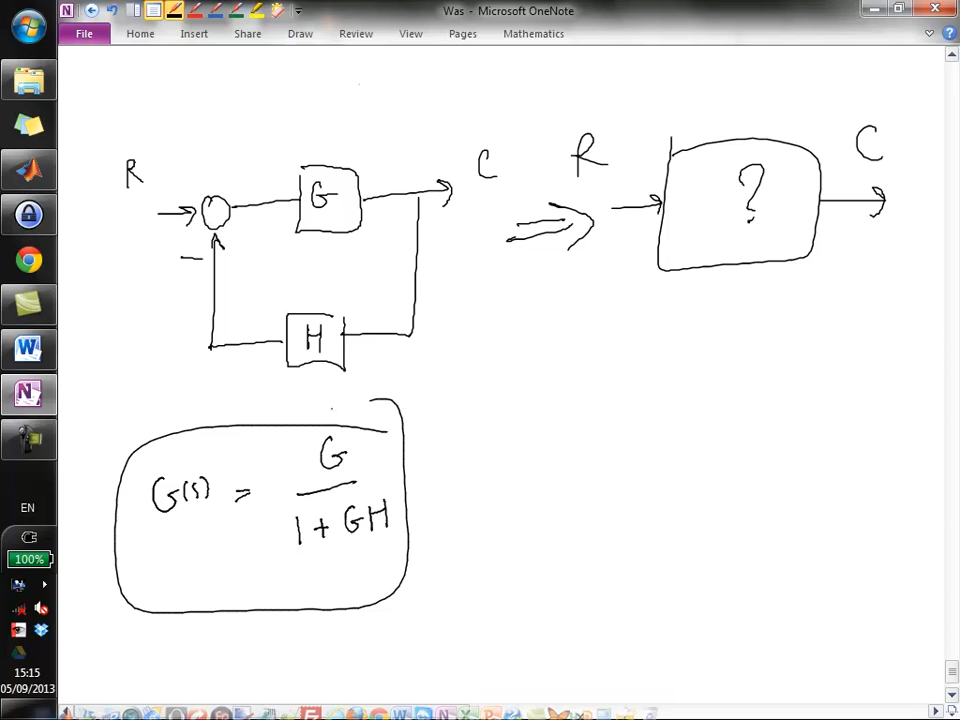 Was - Microsoft OneNote
File Home Insert Share Draw Review View Pages Mathematics
R G C
−
H
R ? C
G(s) = G
1 + GH
EN
100%
15:15
05/09/2013